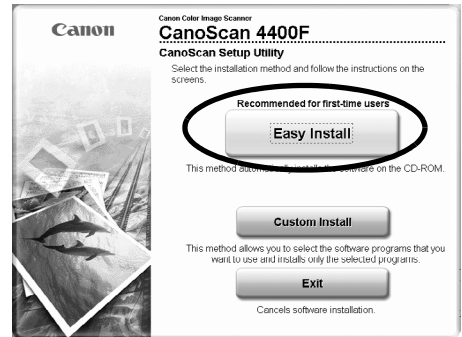 Canon
Canon Color Image Scanner
CanoScan 4400F
CanoScan Setup Utility
Select the installation method and follow the instructions on the
screens.
Recommended for first-time users
Easy Install
This method automatically installs the software on the CD-ROM.
Custom Install
This method allows you to select the software programs that you
want to use and installs only the selected programs.
Exit
Cancels software installation.